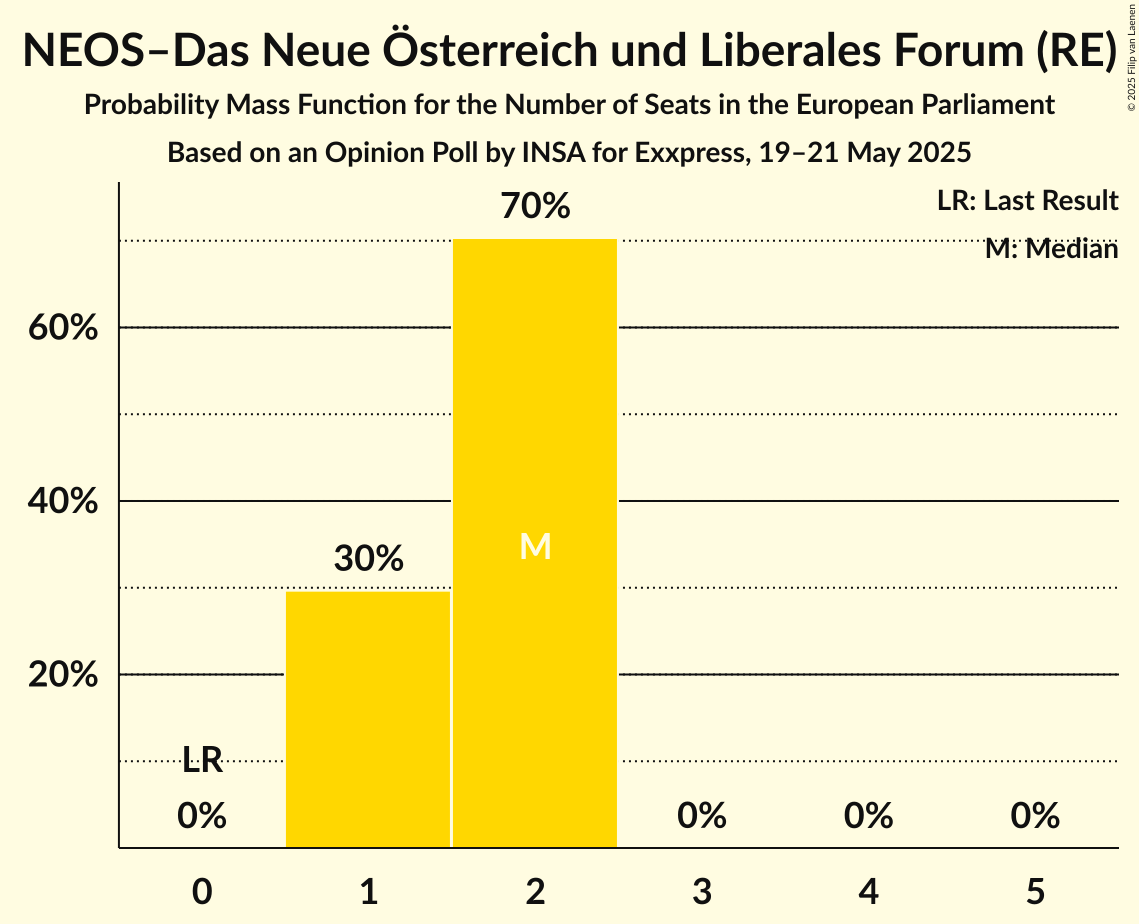 NEOS–Das Neue Österreich und Liberales Forum (RE)
Probability Mass Function for the Number of Seats in the European Parliament
Based on an Opinion Poll by INSA for Exxpress, 19–21 May 2025
© 2025 Filip van Laenen
LR: Last Result
M: Median
70%
60%
40%
M
30%
20%
LR
0%
0%
0%
0%
0
1
2
3
4
5